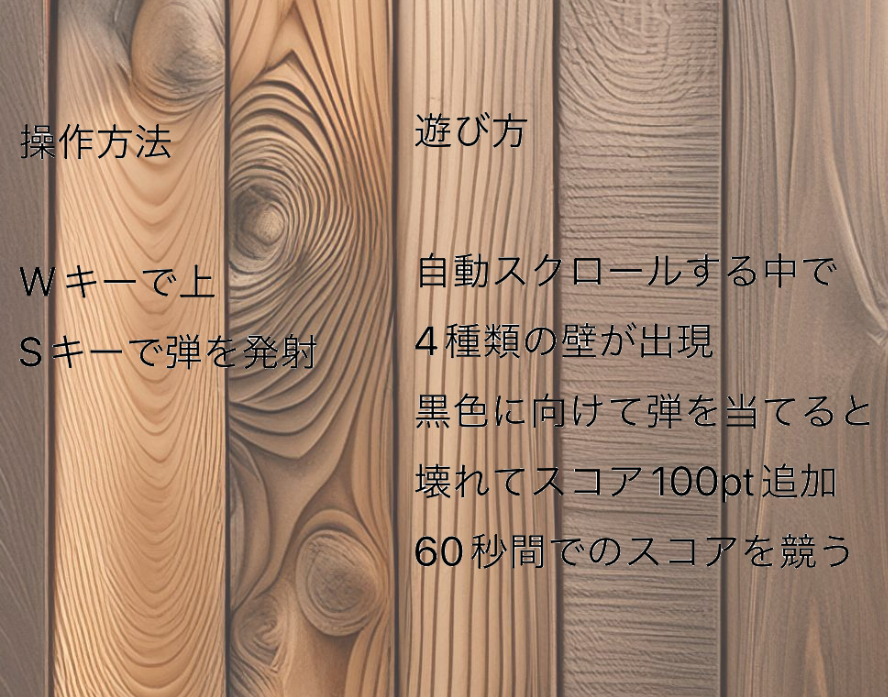 操作方法
Wキーで上
Sキーで弾を発射
遊び方
自動スクロールする中で
4種類の壁が出現
黒色に向けて弾を当てると
壊れてスコア100pt追加
60秒間でのスコアを競う